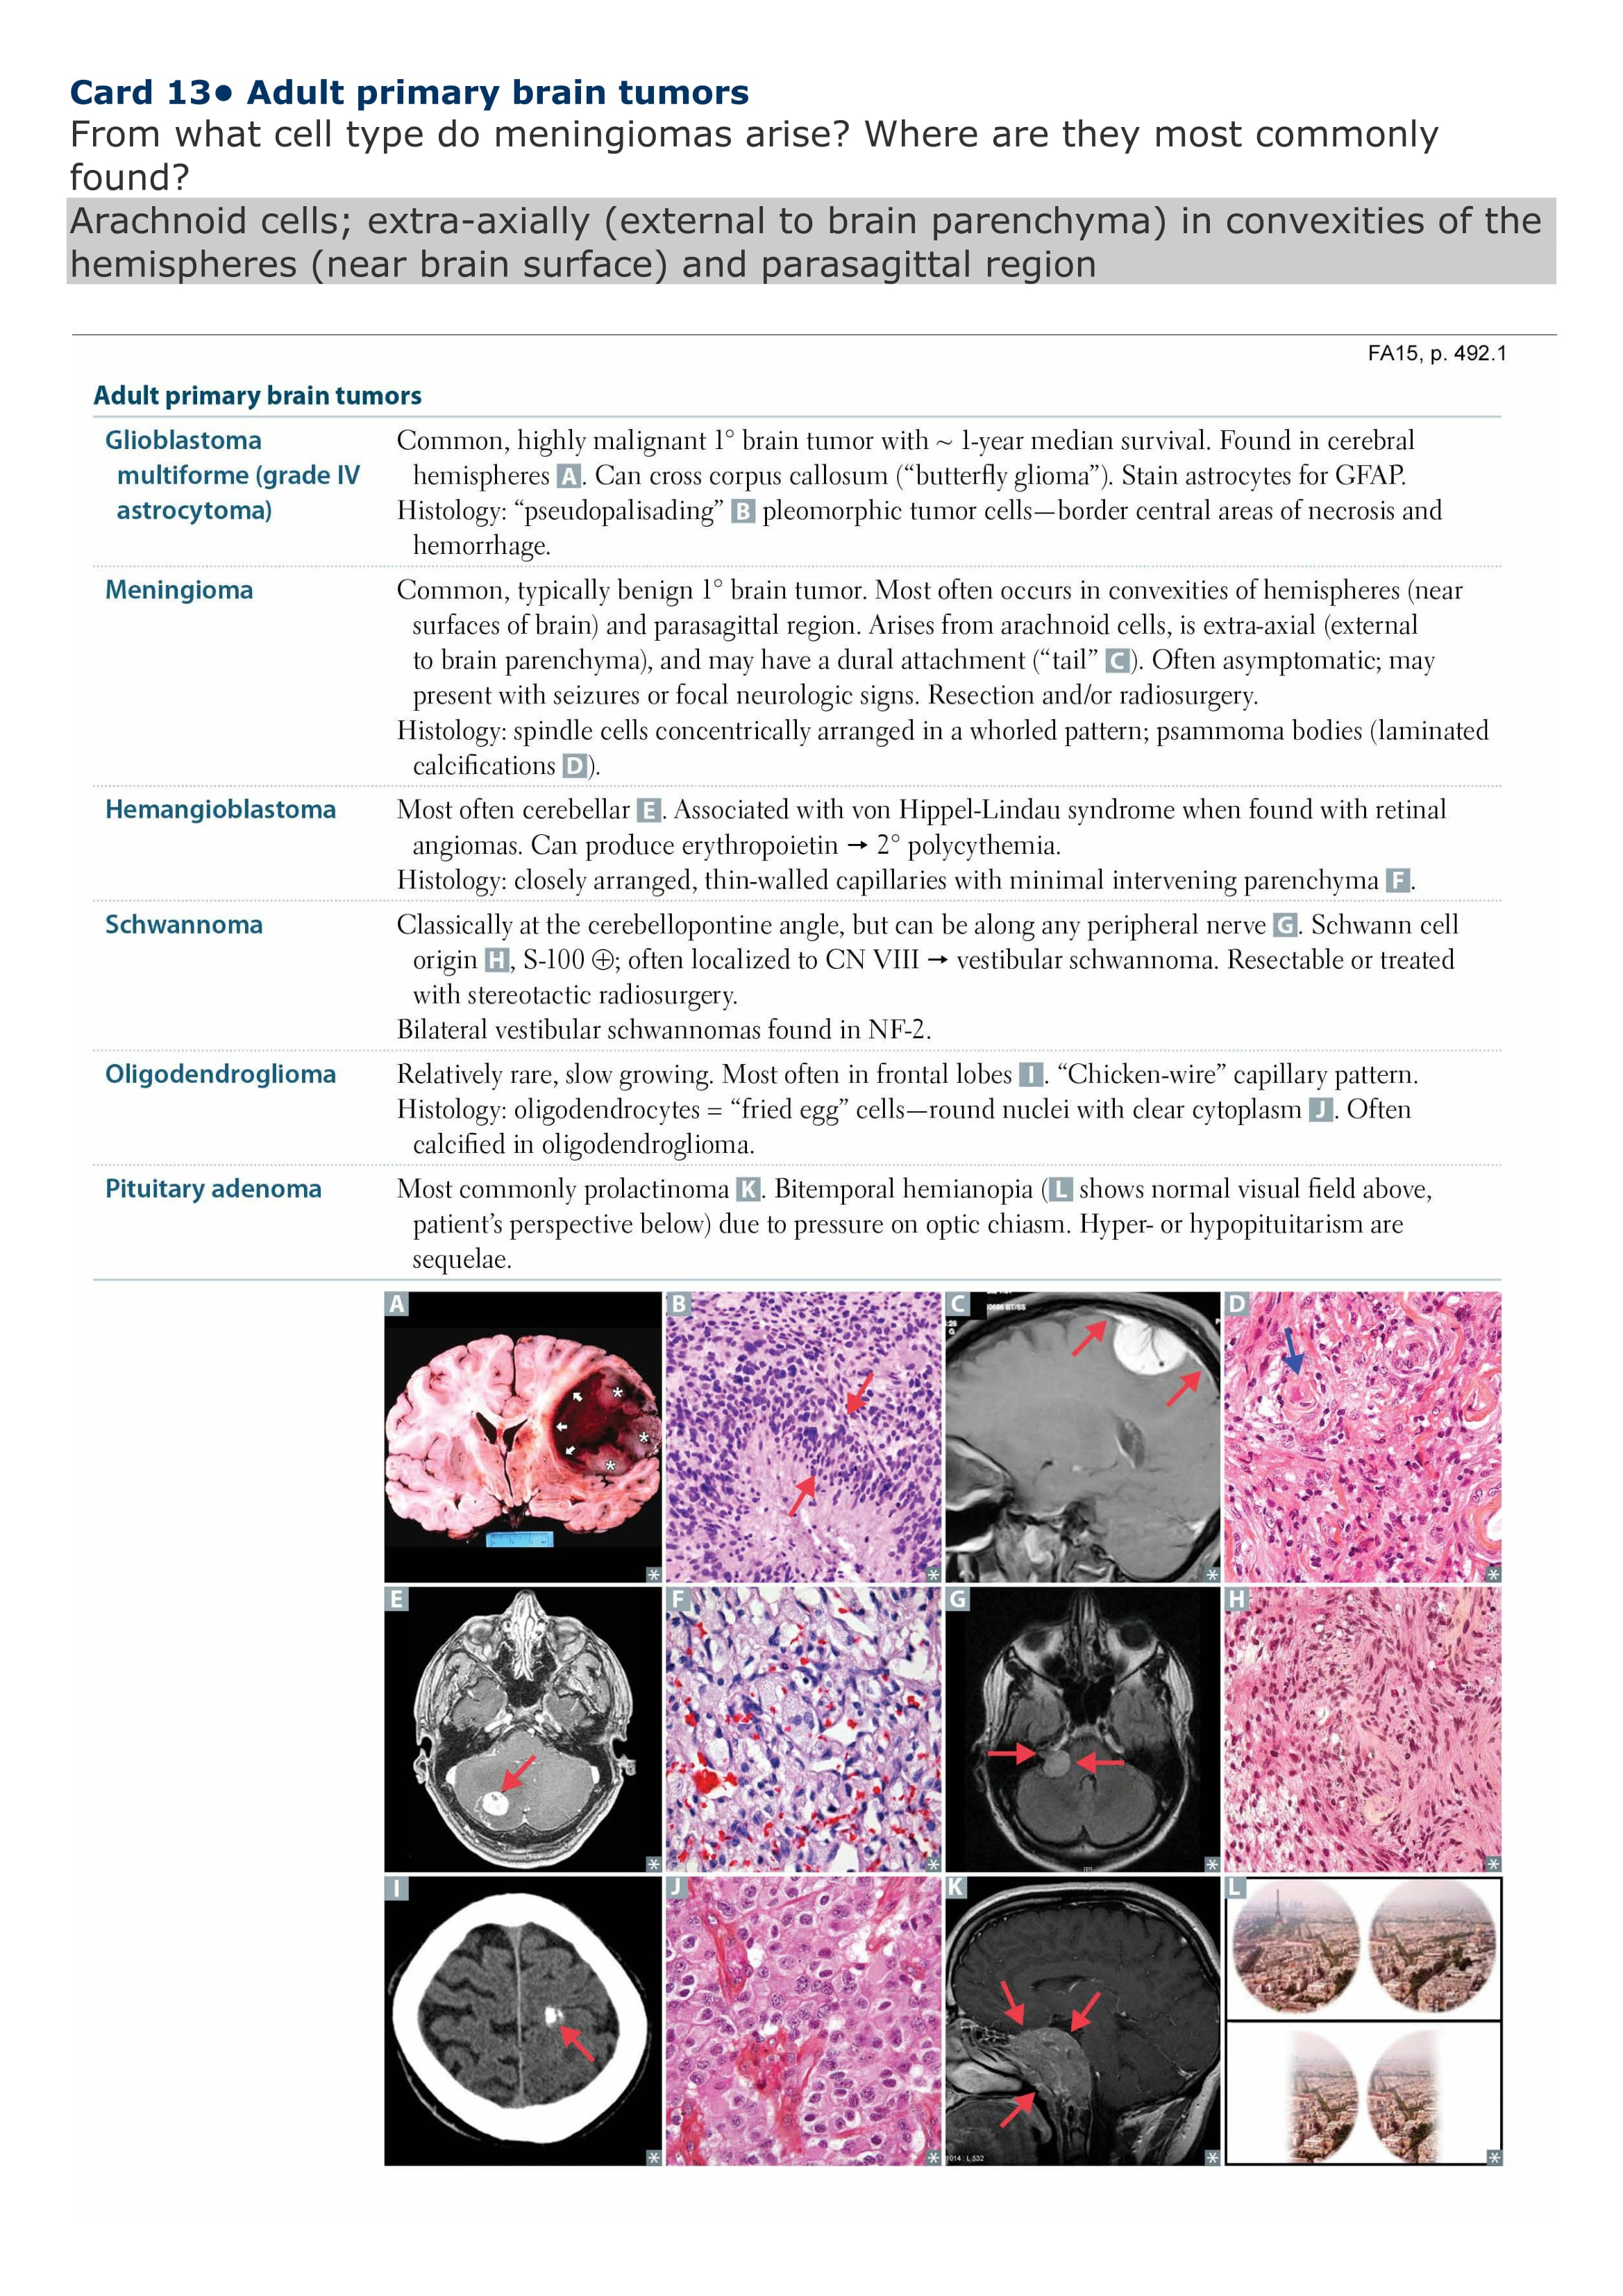 Card 13● Adult primary brain tumors
From what cell type do meningiomas arise? Where are they most commonly
found?
Arachnoid cells; extra-axially (external to brain parenchyma) in convexities of the
hemispheres (near brain surface) and parasagittal region
FA15, p. 492.1
Adult primary brain tumors
Glioblastoma
multiforme (grade IV
astrocytoma)
Common, highly malignant 1° brain tumor with ~ 1-year median survival. Found in cerebral
hemispheres A. Can cross corpus callosum (“butterfly glioma”). Stain astrocytes for GFAP.
Histology: “pseudopalisading” B pleomorphic tumor cells—border central areas of necrosis and
hemorrhage.
Meningioma
Common, typically benign 1° brain tumor. Most often occurs in convexities of hemispheres (near
surfaces of brain) and parasagittal region. Arises from arachnoid cells, is extra-axial (external
to brain parenchyma), and may have a dural attachment (“tail” C). Often asymptomatic; may
present with seizures or focal neurologic signs. Resection and/or radiosurgery.
Histology: spindle cells concentrically arranged in a whorled pattern; psammoma bodies (laminated
calcifications D).
Hemangioblastoma
Most often cerebellar E. Associated with von Hippel-Lindau syndrome when found with retinal
angiomas. Can produce erythropoietin → 2° polycythemia.
Histology: closely arranged, thin-walled capillaries with minimal intervening parenchyma F.
Schwannoma
Classically at the cerebellopontine angle, but can be along any peripheral nerve G. Schwann cell
origin H, S-100 ⊕; often localized to CN VIII → vestibular schwannoma. Resectable or treated
with stereotactic radiosurgery.
Bilateral vestibular schwannomas found in NF-2.
Oligodendroglioma
Relatively rare, slow growing. Most often in frontal lobes I. “Chicken-wire” capillary pattern.
Histology: oligodendrocytes = “fried egg” cells—round nuclei with clear cytoplasm J. Often
calcified in oligodendroglioma.
Pituitary adenoma
Most commonly prolactinoma K. Bitemporal hemianopia (L shows normal visual field above,
patient’s perspective below) due to pressure on optic chiasm. Hyper- or hypopituitarism are
sequelae.
A
B
C
D
E
F
G
H
I
J
K
L